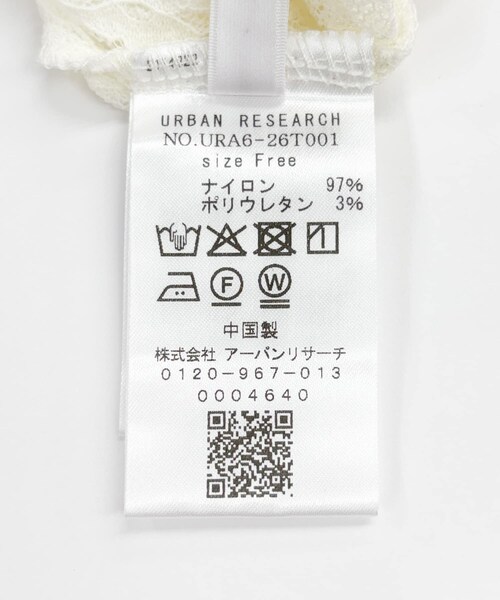 URBAN RESEARCH
NO.URA6-26T001
size Free
ナイロン 97%
ポリウレタン 3%
F W
中国製
株式会社 アーバンリサーチ
0120-967-013
0004640